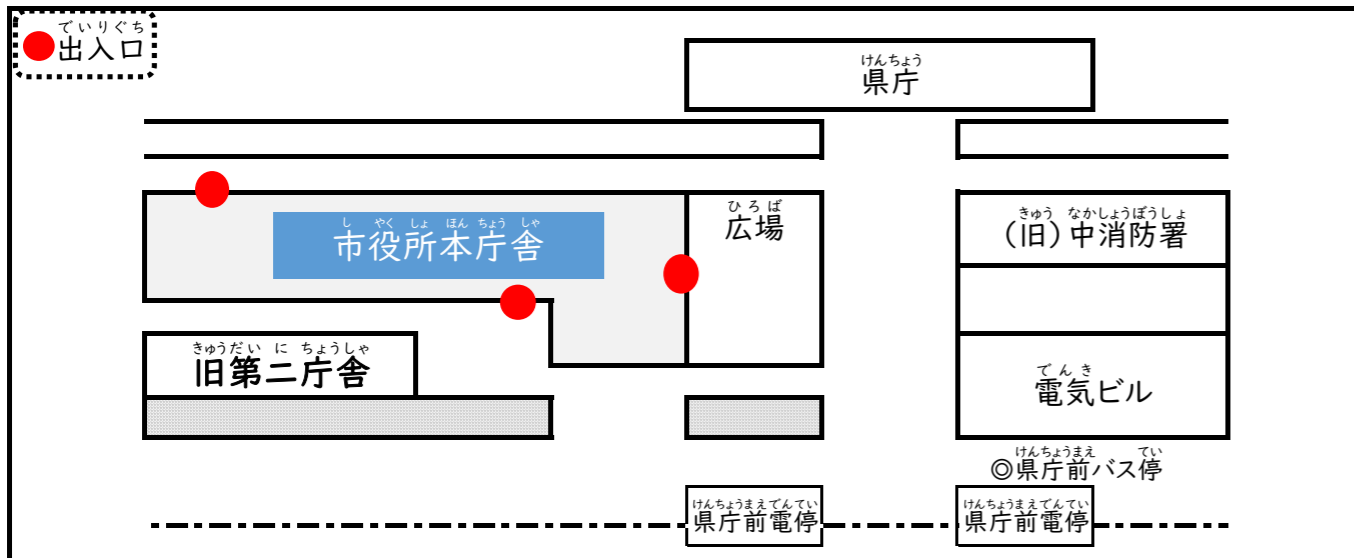 でいりぐち
出入口
けんちょう
県庁
し やく しょ ほん ちょう しゃ
市役所本庁舎
ひろば
広場
きゅう なかしょうぼうしょ
(旧)中消防署
きゅうだい に ちょうしゃ
旧第二庁舎
でんき
電気ビル
けんちょうまえ てい
◎県庁前バス停
けんちょうまえでんてい
県庁前電停
けんちょうまえでんてい
県庁前電停